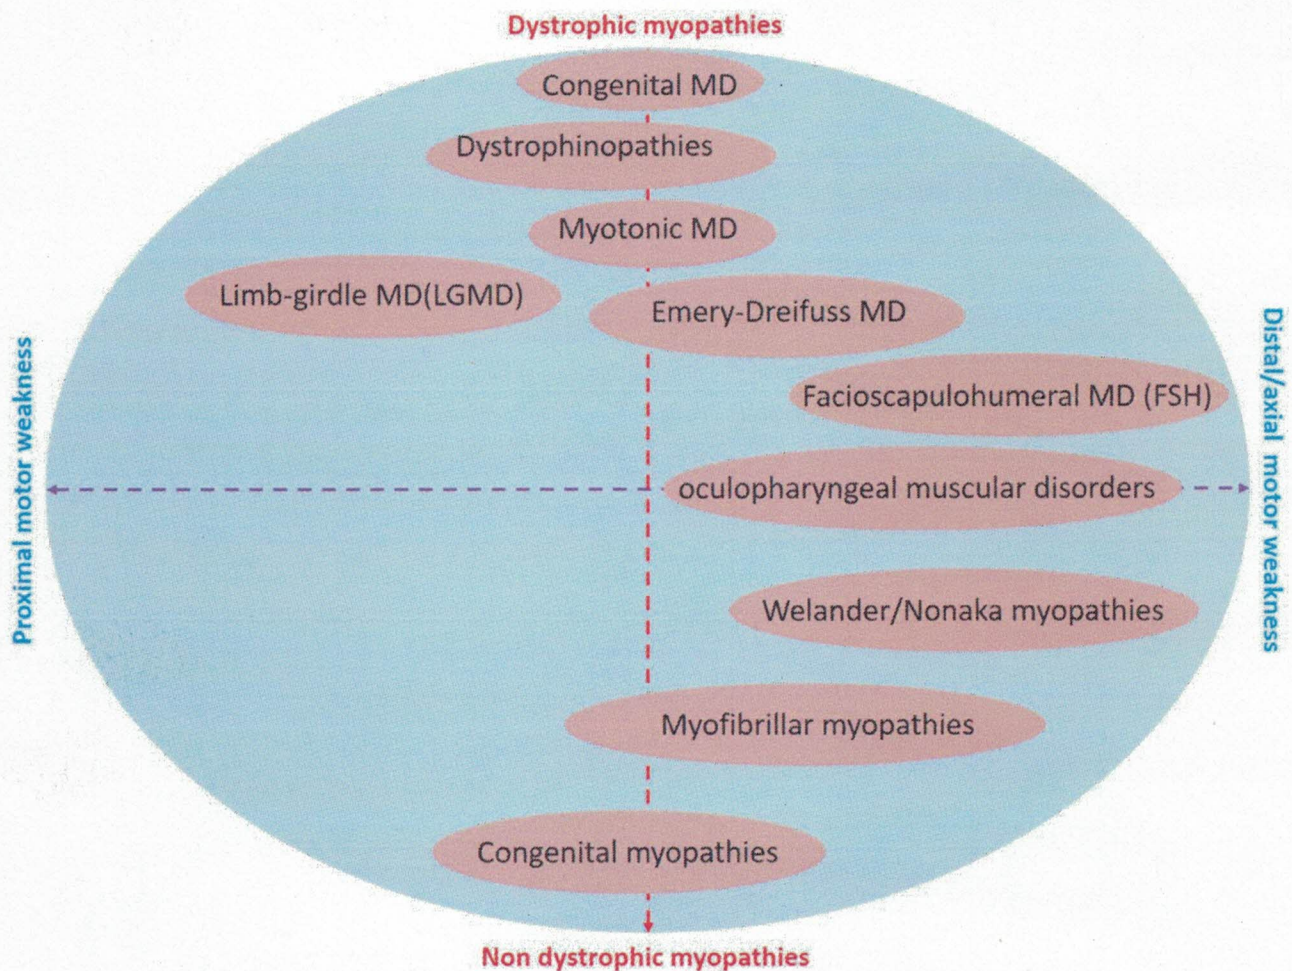 Dystrophic myopathies
Congenital MD
Dystrophinopathies
Myotonic MD
Limb-girdle MD(LGMD)
Emery-Dreifuss MD
Facioscapulohumeral MD (FSH)
Proximal motor weakness
Distal/axial motor weakness
oculopharyngeal muscular disorders
Welander/Nonaka myopathies
Myofibrillar myopathies
Congenital myopathies
Non dystrophic myopathies